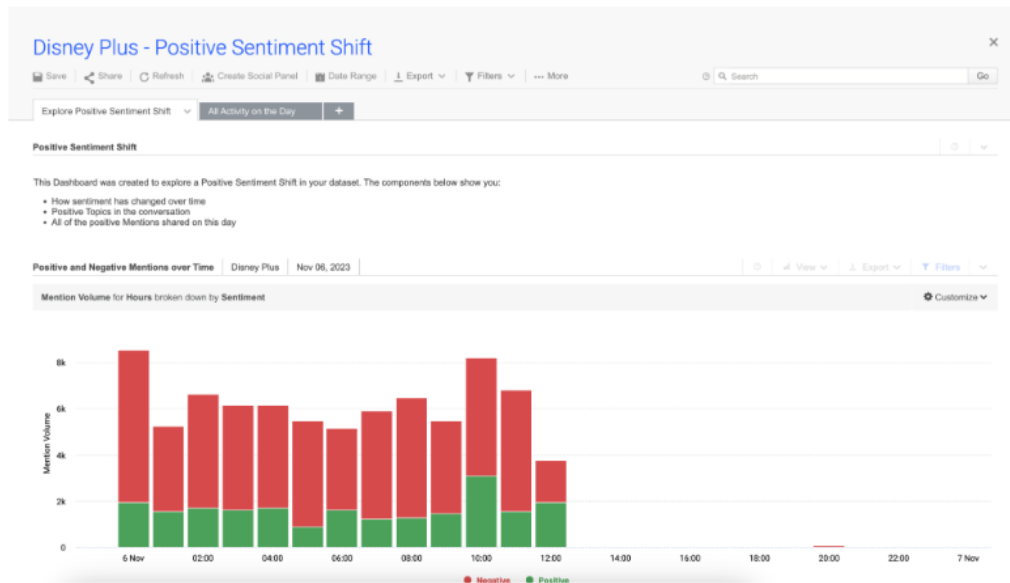 Disney Plus - Positive Sentiment Shift
Save Share Refresh Create Social Panel Date Range Export Filters ... More Search Go
Explore Positive Sentiment Shift All Activity on the Day +
Positive Sentiment Shift
This Dashboard was created to explore a Positive Sentiment Shift in your dataset. The components below show you:
• How sentiment has changed over time
• Positive Topics in the conversation
• All of the positive Mentions shared on this day
Positive and Negative Mentions over Time Disney Plus Nov 06, 2023 View Export Filters
Mention Volume for Hours broken down by Sentiment Customize
8k
6k
4k
2k
0
Mention Volume
6 Nov 02:00 04:00 06:00 08:00 10:00 12:00 14:00 16:00 18:00 20:00 22:00 7 Nov
Negative Positive